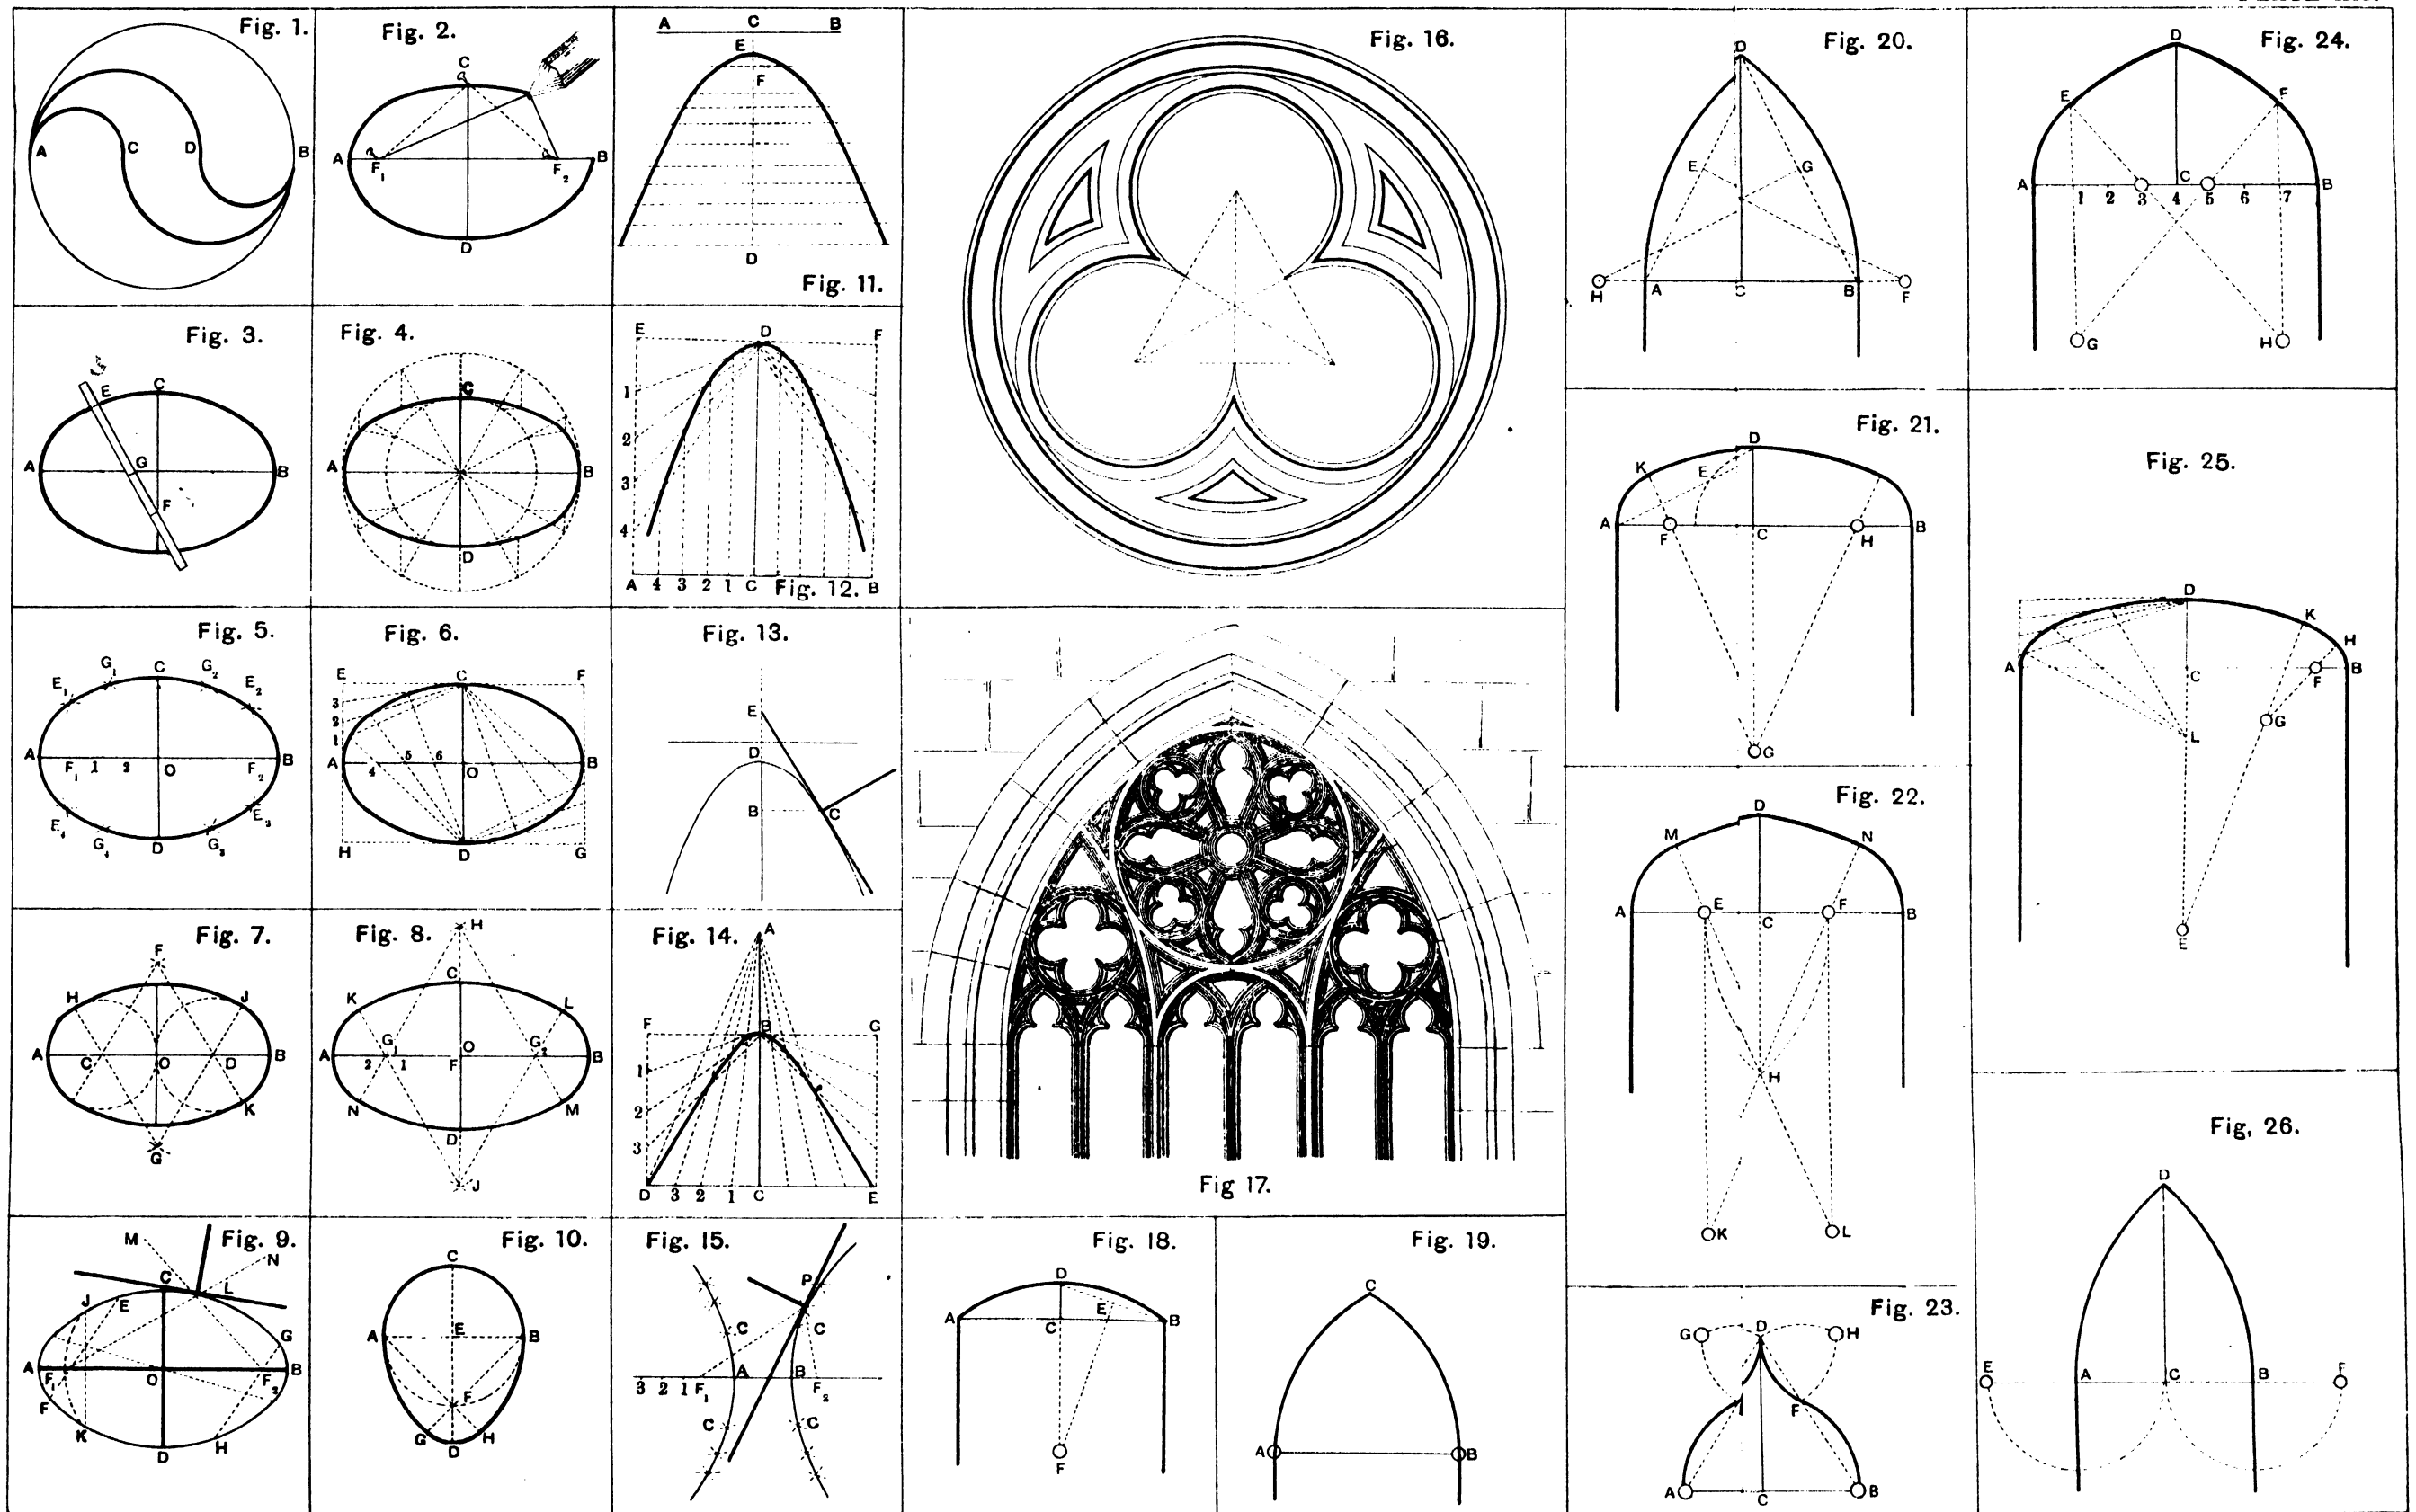 Fig. 1.
A C D B
Fig. 2.
C
A F1 F2 B
D
A C B
E
F
D
Fig. 11.
Fig. 3.
E C
A G B
F
Fig. 4.
C
A B
D
E D F
1
2
3
4
A 4 3 2 1 C Fig. 12. B
Fig. 5.
E1 G1 C G2 E2
A F1 1 2 O F2 B
E4 G4 D G3 E3
Fig. 6.
E C F
3
2
1
A 4 5 6 O B
H D G
Fig. 13.
E
D
B C
Fig. 7.
F
H J
A C O D B
K
G
Fig. 8.
H
C
K L
A 2 G1 1 F O G2 B
N M
D
J
Fig. 14.
A
F B G
1
2
3
D 3 2 1 C E
Fig. 9.
M N
C L
J E G
A F1 O F2 B
F
K H
D
Fig. 10.
C
A E B
F
G D H
Fig. 15.
P
C C
3 2 1 F1 A B F2
C C
Fig. 16.
Fig 17.
Fig. 18.
D
A C E B
F
Fig. 19.
C
A B
Fig. 20.
D
E G
H A C B F
Fig. 21.
D
K E
A F C H B
G
Fig. 22.
D
M N
A E C F B
H
K L
Fig. 23.
G D H
F
A C B
Fig. 24.
D
E F
A C B
1 2 3 4 5 6 7
G H
Fig. 25.
D
K
H
A C F B
G
L
E
Fig, 26.
D
E A C B F